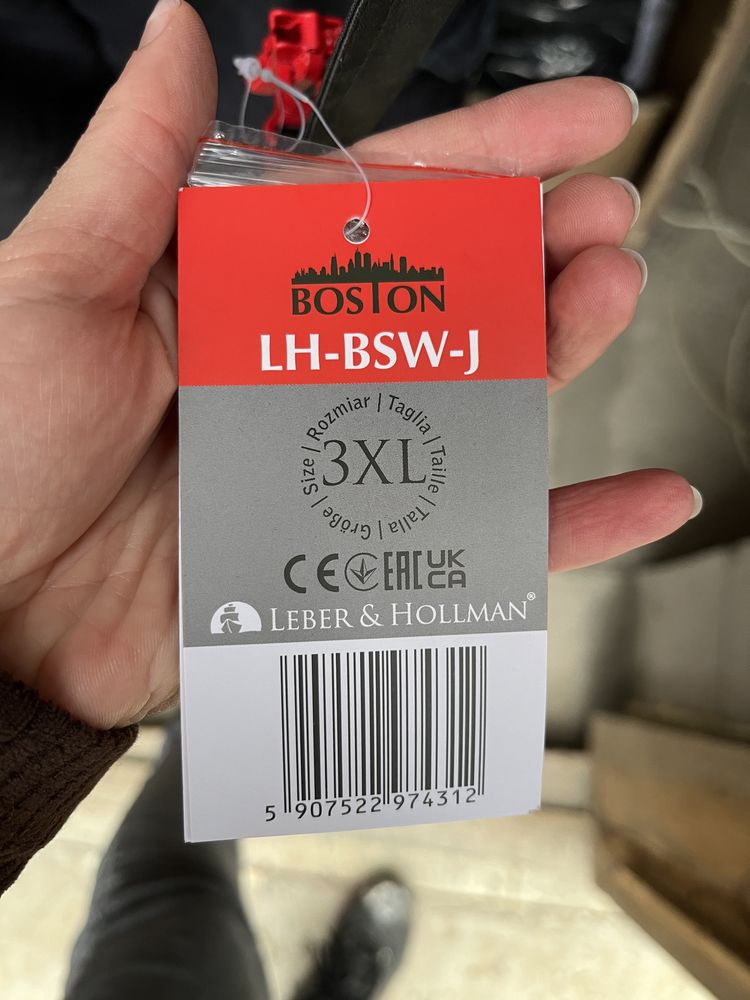 BOSTON
LH-BSW-J
Size | Rozmiar | Taglia | Taille | Talla | Größe |
3XL
CE EAC UK CA
LEBER & HOLLMAN®
5 907522 974312